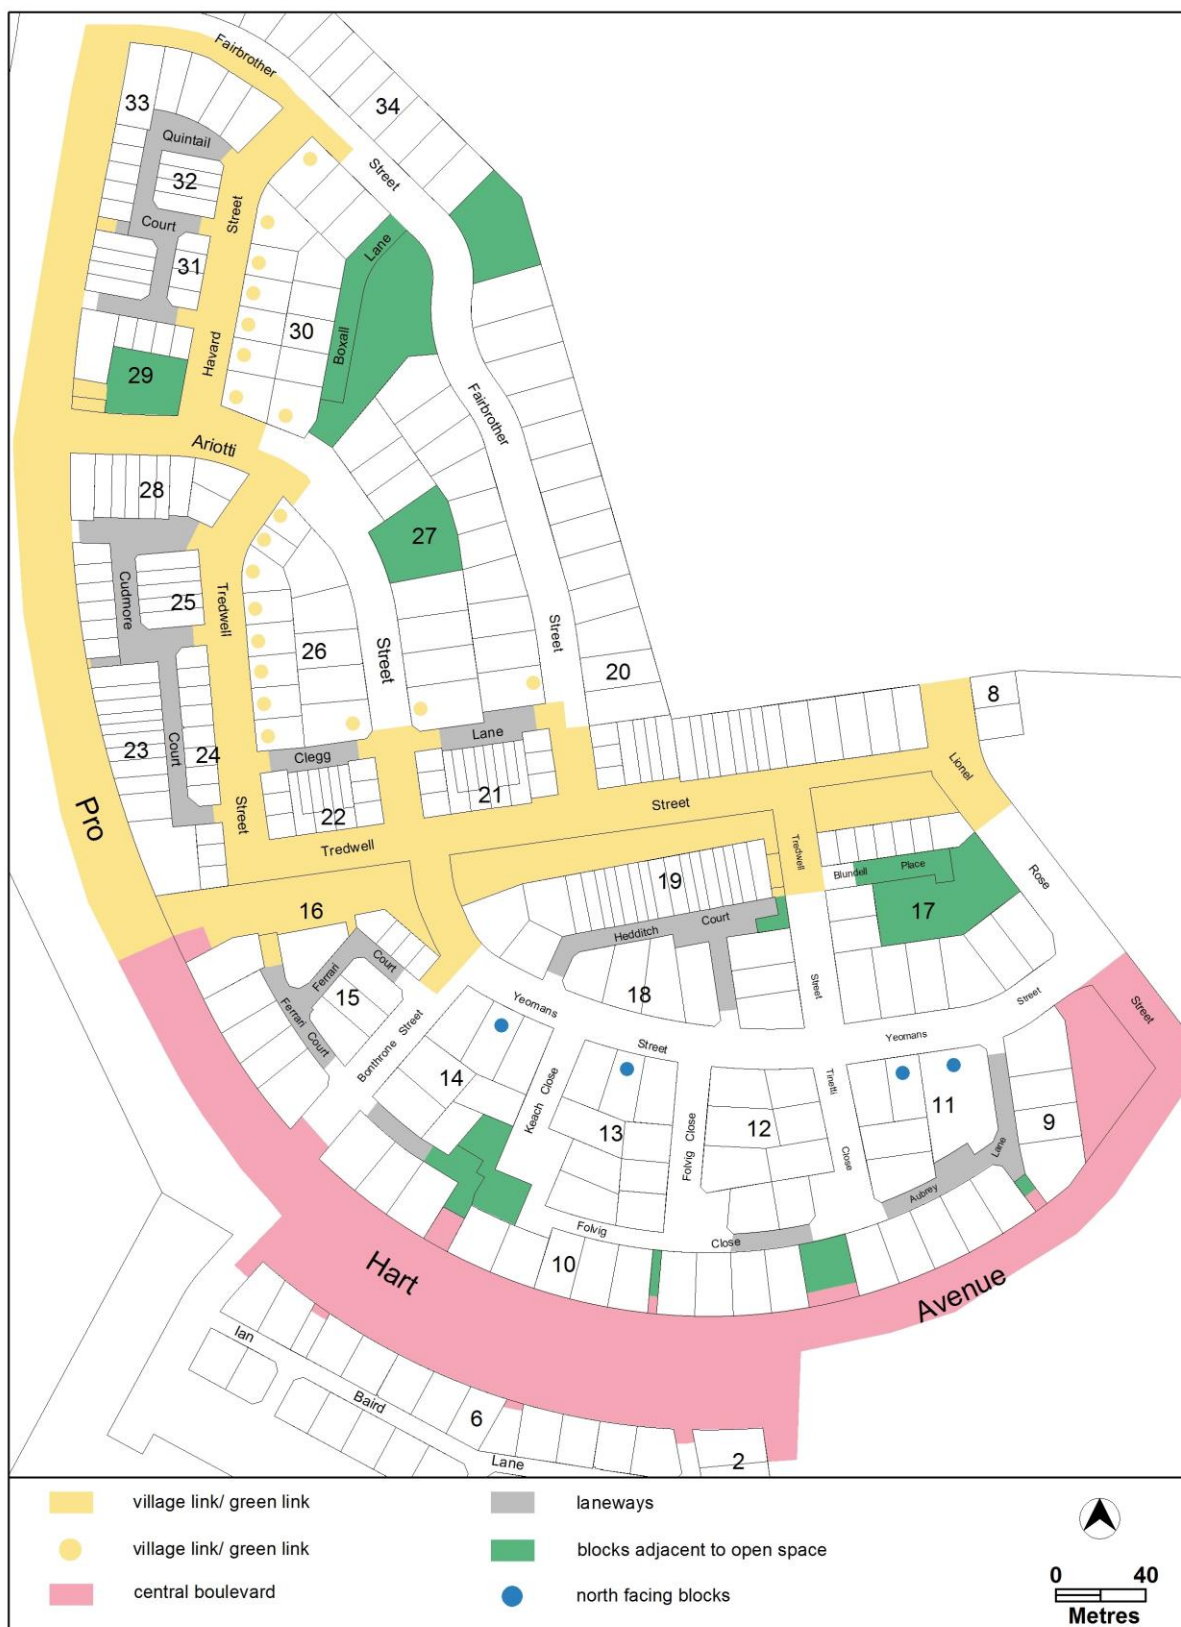 Fairbrother
34
33
Quintail
Street
32
Street
Court
Lane
31
30
Boxall
29
Havard
Fairbrother
Ariotti
28
27
Cudmore
25
Tredwell
26
Street
Street
20
8
Lane
23
Court
24
Clegg
Lionel
Pro
Street
22
21
Street
Tredwell
Tredwell
Place
Blundell
19
Rose
16
Court
17
Hedditch
Court
Ferrari
15
18
Street
Yeomans
Street
Street
Ferrari Court
Bonthrone Street
Street
Yeomans
14
Keach Close
Tinetti
11
13
Folvig Close
12
9
Close
Lane
Aubrey
Folvig
Close
10
Hart
Avenue
Ian
Baird
6
Lane
2
village link/ green link
laneways
village link/ green link
blocks adjacent to open space
central boulevard
north facing blocks
0 40
Metres